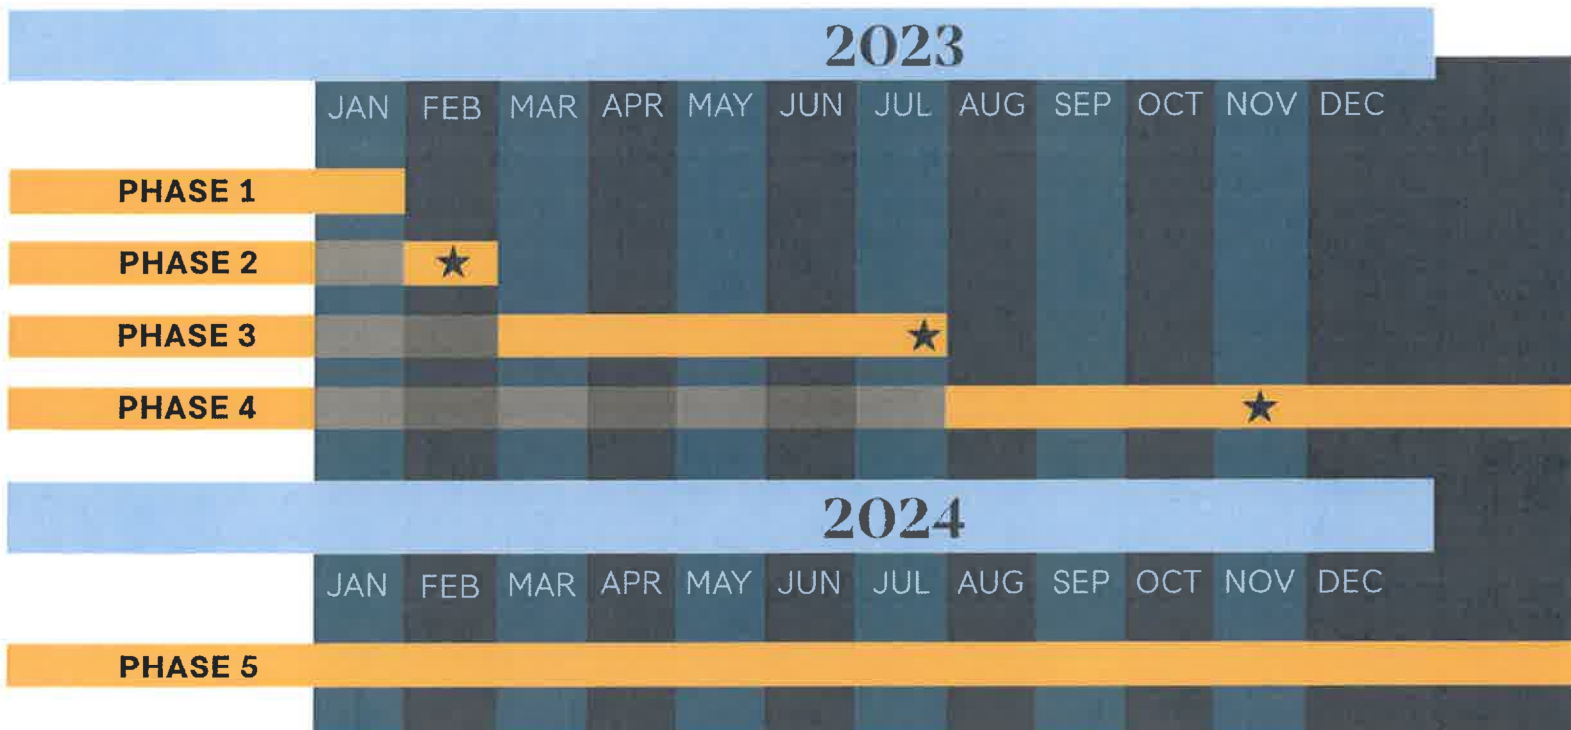 2023
JAN FEB MAR APR MAY JUN JUL AUG SEP OCT NOV DEC
PHASE 1
PHASE 2
PHASE 3
PHASE 4
2024
JAN FEB MAR APR MAY JUN JUL AUG SEP OCT NOV DEC
PHASE 5